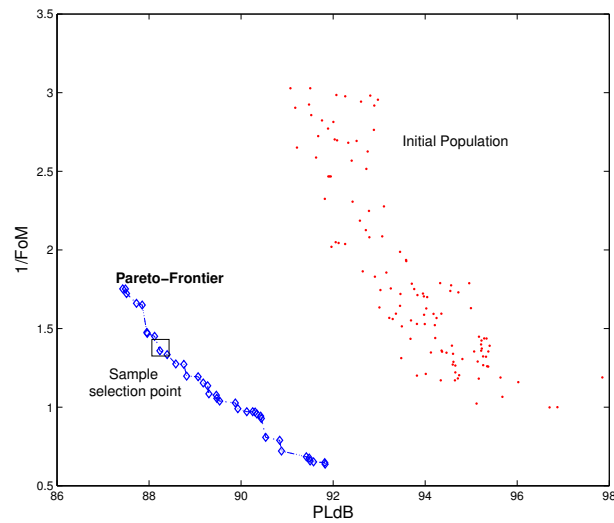 3.5
3
2.5
2
1.5
1
0.5
1/FoM
Initial Population
Pareto-Frontier
Sample
selection point
86
88
90
92
94
96
98
PLdB